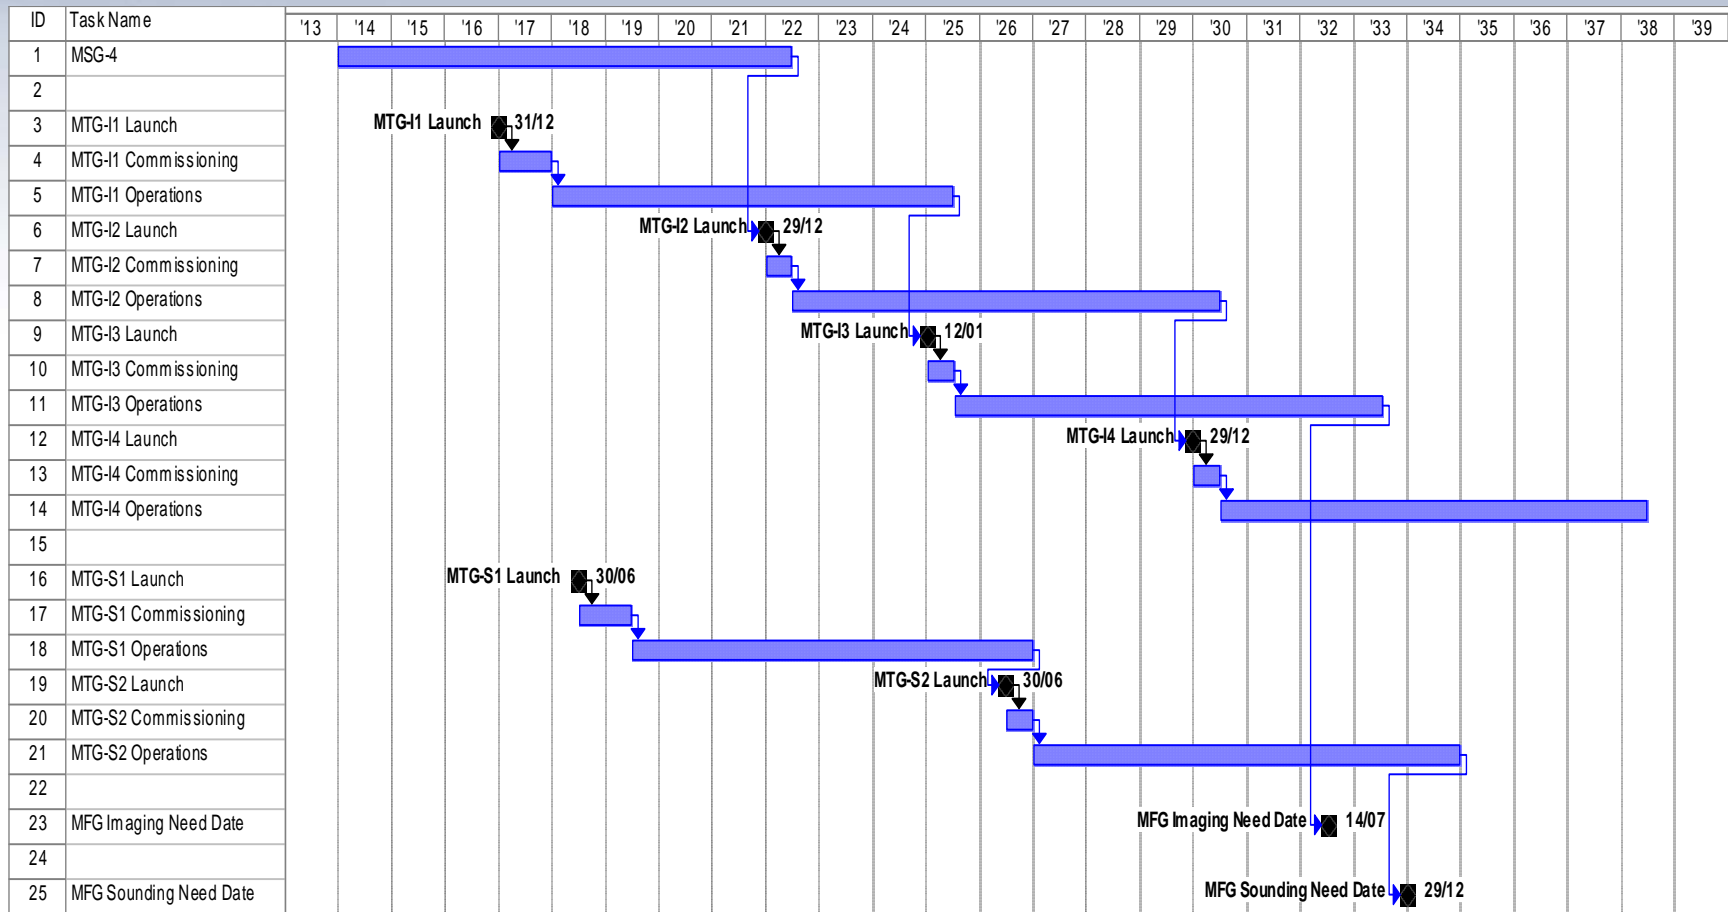 ID Task Name '13 '14 '15 '16 '17 '18 '19 '20 '21 '22 '23 '24 '25 '26 '27 '28 '29 '30 '31 '32 '33 '34 '35 '36 '37 '38 '39
1 MSG-4
2
3 MTG-I1 Launch MTG-I1 Launch 31/12
4 MTG-I1 Commissioning
5 MTG-I1 Operations
6 MTG-I2 Launch MTG-I2 Launch 29/12
7 MTG-I2 Commissioning
8 MTG-I2 Operations
9 MTG-I3 Launch MTG-I3 Launch 12/01
10 MTG-I3 Commissioning
11 MTG-I3 Operations
12 MTG-I4 Launch MTG-I4 Launch 29/12
13 MTG-I4 Commissioning
14 MTG-I4 Operations
15
16 MTG-S1 Launch MTG-S1 Launch 30/06
17 MTG-S1 Commissioning
18 MTG-S1 Operations
19 MTG-S2 Launch MTG-S2 Launch 30/06
20 MTG-S2 Commissioning
21 MTG-S2 Operations
22
23 MFG Imaging Need Date MFG Imaging Need Date 14/07
24
25 MFG Sounding Need Date MFG Sounding Need Date 29/12